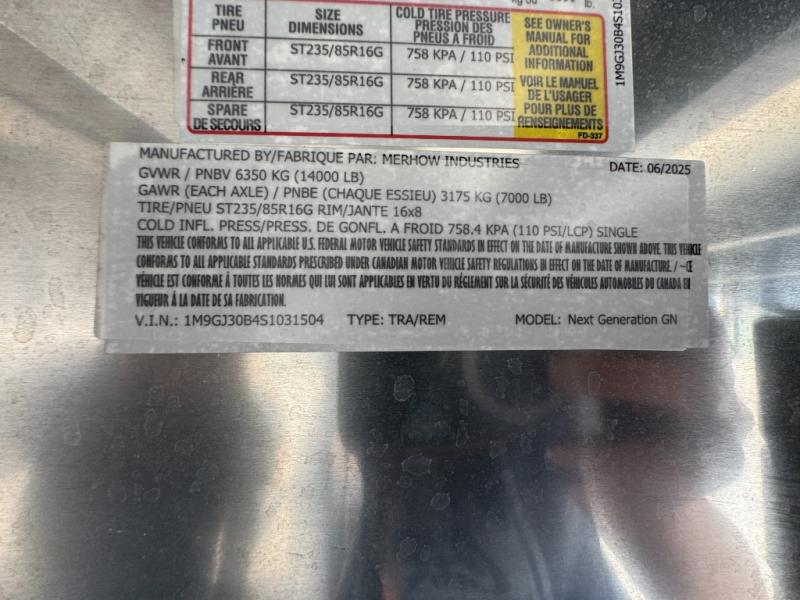 TIRE PNEU SIZE DIMENSIONS COLD TIRE PRESSURE PRESSION DES PNEUS A FROID SEE OWNER'S MANUAL FOR ADDITIONAL INFORMATION
FRONT AVANT ST235/85R16G 758 KPA / 110 PSI
REAR ARRIÈRE ST235/85R16G 758 KPA / 110 PSI VOIR LE MANUEL DE L'USAGER POUR PLUS DE RENSEIGNEMENTS
SPARE DE SECOURS ST235/85R16G 758 KPA / 110 PSI
FD-337
1M9GJ30B4S103
MANUFACTURED BY/FABRIQUE PAR: MERHOW INDUSTRIES DATE: 06/2025
GVWR / PNBV 6350 KG (14000 LB)
GAWR (EACH AXLE) / PNBE (CHAQUE ESSIEU) 3175 KG (7000 LB)
TIRE/PNEU ST235/85R16G RIM/JANTE 16x8
COLD INFL. PRESS/PRESS. DE GONFL. A FROID 758.4 KPA (110 PSI/LCP) SINGLE
THIS VEHICLE CONFORMS TO ALL APPLICABLE U.S. FEDERAL MOTOR VEHICLE SAFETY STANDARDS IN EFFECT ON THE DATE OF MANUFACTURE SHOWN ABOVE. THIS VEHICLE
CONFORMS TO ALL APPLICABLE STANDARDS PRESCRIBED UNDER CANADIAN MOTOR VEHICLE SAFETY REGULATIONS IN EFFECT ON THE DATE OF MANUFACTURE. / –CE
VÉHICLE EST CONFORME À TOUTES LES NORMES QUI LUI SONT APPLICABLES EN VERTU DU RÉGLEMENT SUR LA SÉCURITÉ DES VÉHICULES AUTOMOBILES DU CANADA EN
VIGUEUR À LA DATE DE SA FABRICATION.
V.I.N.: 1M9GJ30B4S1031504 TYPE: TRA/REM MODEL: Next Generation GN